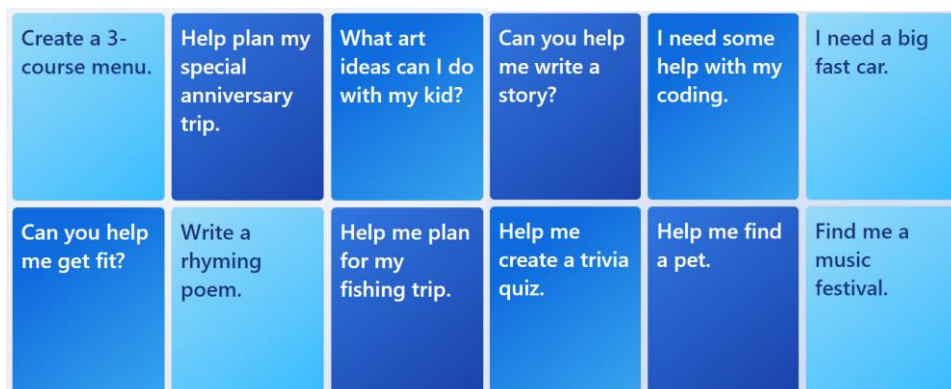 Create a 3-
course menu.
Help plan my
special
anniversary
trip.
What art
ideas can I do
with my kid?
Can you help
me write a
story?
I need some
help with my
coding.
I need a big
fast car.
Can you help
me get fit?
Write a
rhyming
poem.
Help me plan
for my
fishing trip.
Help me
create a trivia
quiz.
Help me find
a pet.
Find me a
music
festival.